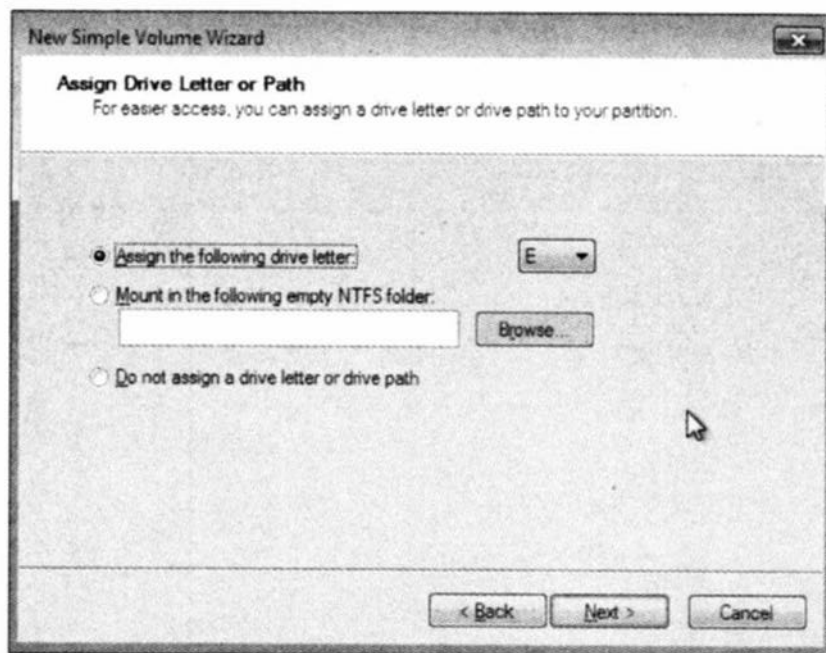 New Simple Volume Wizard
Assign Drive Letter or Path
For easier access, you can assign a drive letter or drive path to your partition.
Assign the following drive letter: E
Mount in the following empty NTFS folder:
Browse...
Do not assign a drive letter or drive path
< Back Next > Cancel